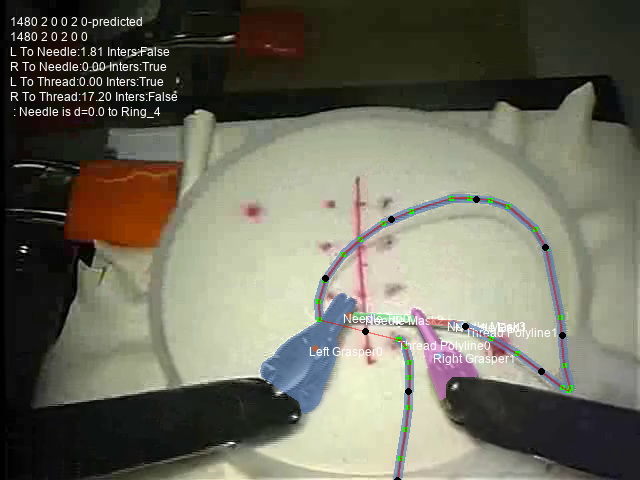 1480 2 0 0 2 0-predicted
1480 2 0 2 0 0
L To Needle:1.81 Inters:False
R To Needle:0.00 Inters:True
L To Thread:0.00 Inters:True
R To Thread:17.20 Inters:False
: Needle is d=0.0 to Ring_4
Thread Polyline1
Thread Polyline0
Left Grasper0
Right Grasper1